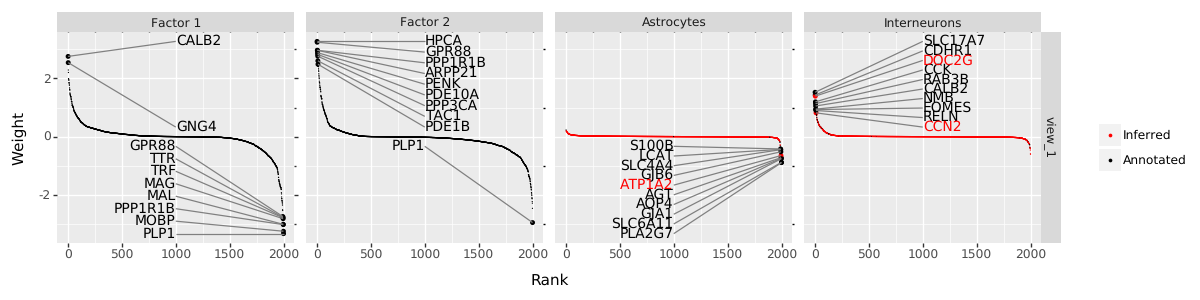 Factor 1
Factor 2
Astrocytes
Interneurons
Weight
2
0
-2
CALB2
GNG4
GPR88
TTR
TRF
MAG
MAL
PPP1R1B
MOBP
PLP1
HPCA
GPR88
PPP1R1B
ARPP21
PENK
PDE10A
PPP3CA
TAC1
PDE1B
PLP1
S100B
LCAT
SLC4A4
GJB6
ATP1A2
AGT
AQP4
GJA1
SLC6A11
PLA2G7
SLC17A7
CDHR1
DOC2G
CCK
RAB3B
CALB2
NMB
EOMES
RELN
CCN2
view_1
Inferred
Annotated
0 500 1000 1500 2000
0 500 1000 1500 2000
0 500 1000 1500 2000
0 500 1000 1500 2000
Rank